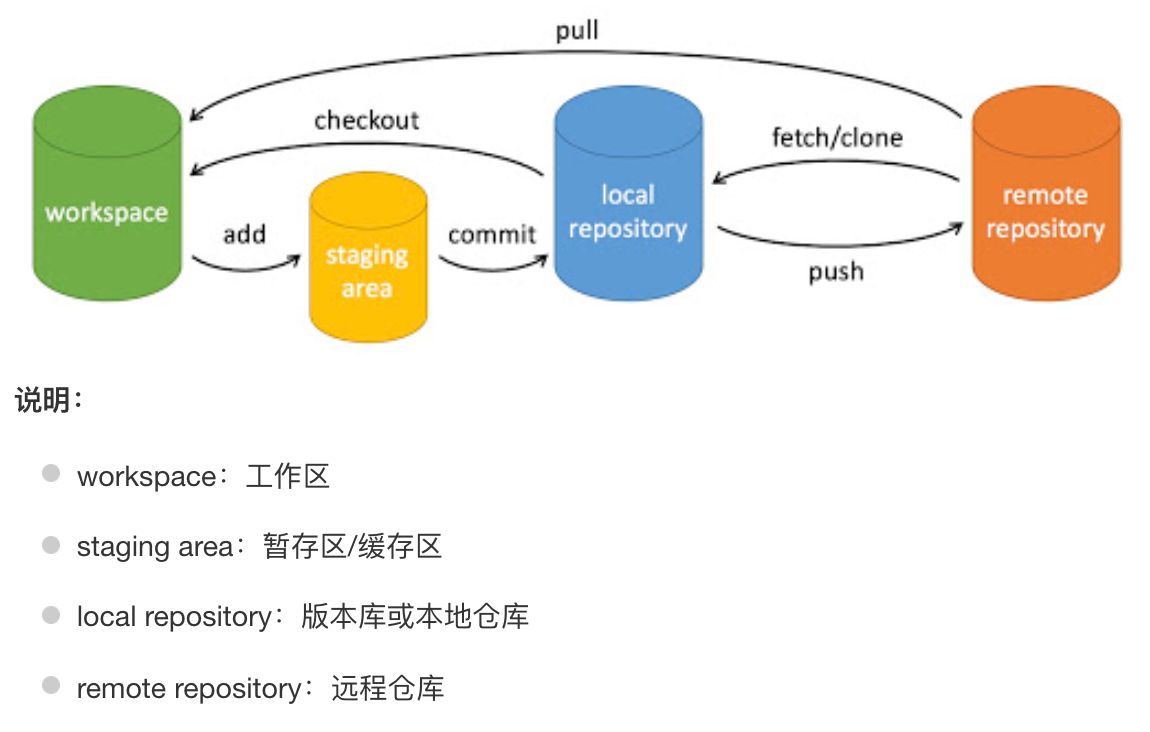 pull
checkout
fetch/clone
workspace
add
staging
area
commit
local
repository
push
remote
repository
说明：
workspace：工作区
staging area：暂存区/缓存区
local repository：版本库或本地仓库
remote repository：远程仓库